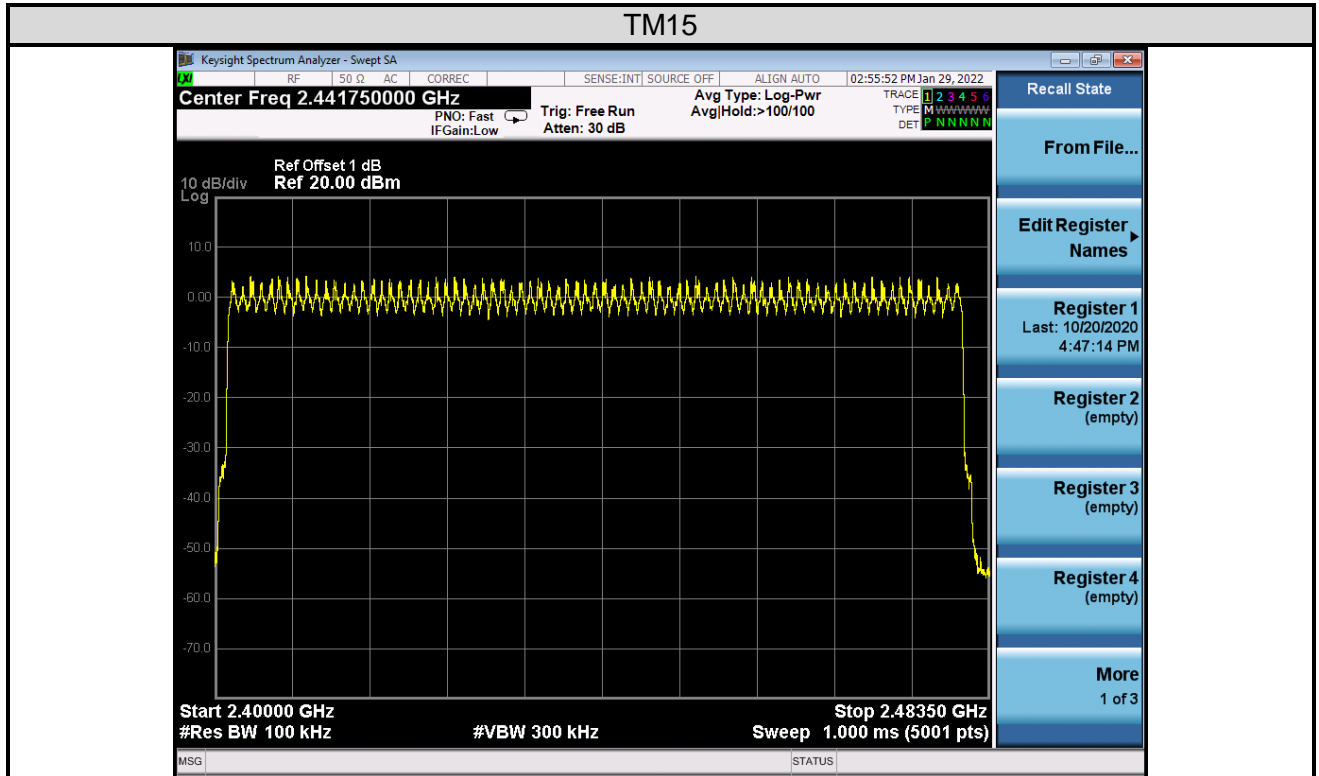 TM15
Keysight Spectrum Analyzer - Swept SA
LXI RF 50 Ω AC CORREC SENSE:INT SOURCE OFF ALIGN AUTO 02:55:52 PM Jan 29, 2022
Center Freq 2.441750000 GHz
PNO: Fast
IFGain:Low
Trig: Free Run
Atten: 30 dB
Avg Type: Log-Pwr
Avg|Hold:>100/100
TRACE 1 2 3 4 5 6
TYPE M W W W W W
DET P N N N N N
Ref Offset 1 dB
10 dB/div Ref 20.00 dBm
Log
10.0
0.00
-10.0
-20.0
-30.0
-40.0
-50.0
-60.0
-70.0
Start 2.40000 GHz Stop 2.48350 GHz
#Res BW 100 kHz #VBW 300 kHz Sweep 1.000 ms (5001 pts)
MSG STATUS
Recall State
From File...
Edit Register
Names
Register 1
Last: 10/20/2020
4:47:14 PM
Register 2
(empty)
Register 3
(empty)
Register 4
(empty)
More
1 of 3